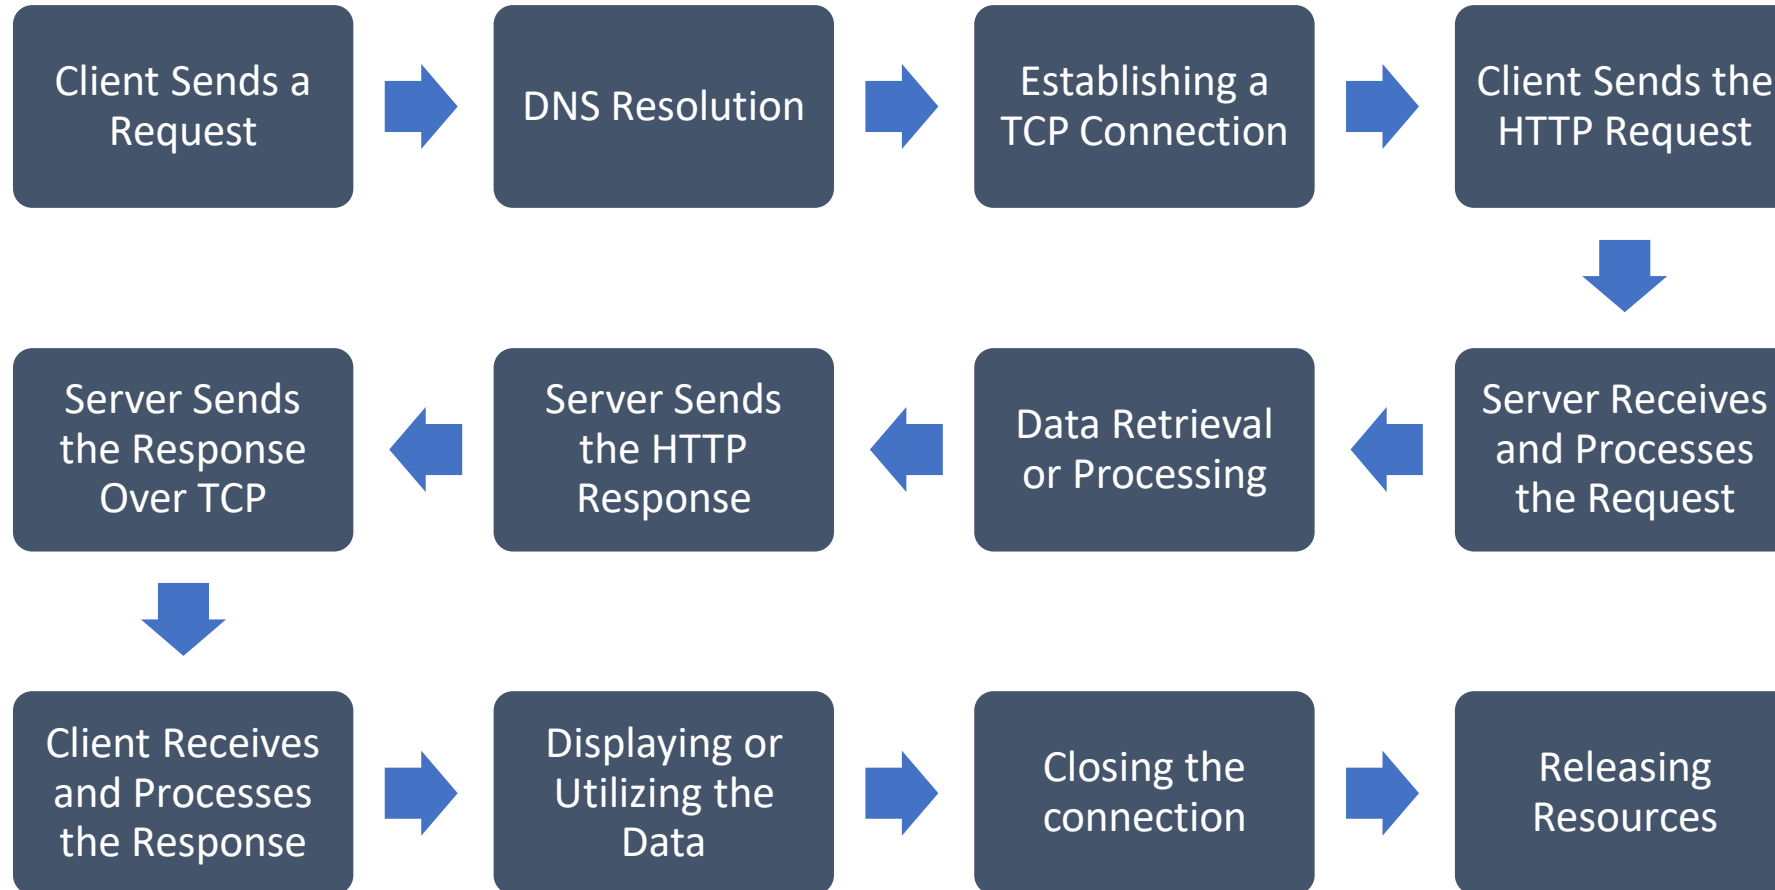 Client Sends a
Request
DNS Resolution
Establishing a
TCP Connection
Client Sends the
HTTP Request
Server Receives
and Processes
the Request
Data Retrieval
or Processing
Server Sends
the HTTP
Response
Server Sends
the Response
Over TCP
Client Receives
and Processes
the Response
Displaying or
Utilizing the
Data
Closing the
connection
Releasing
Resources